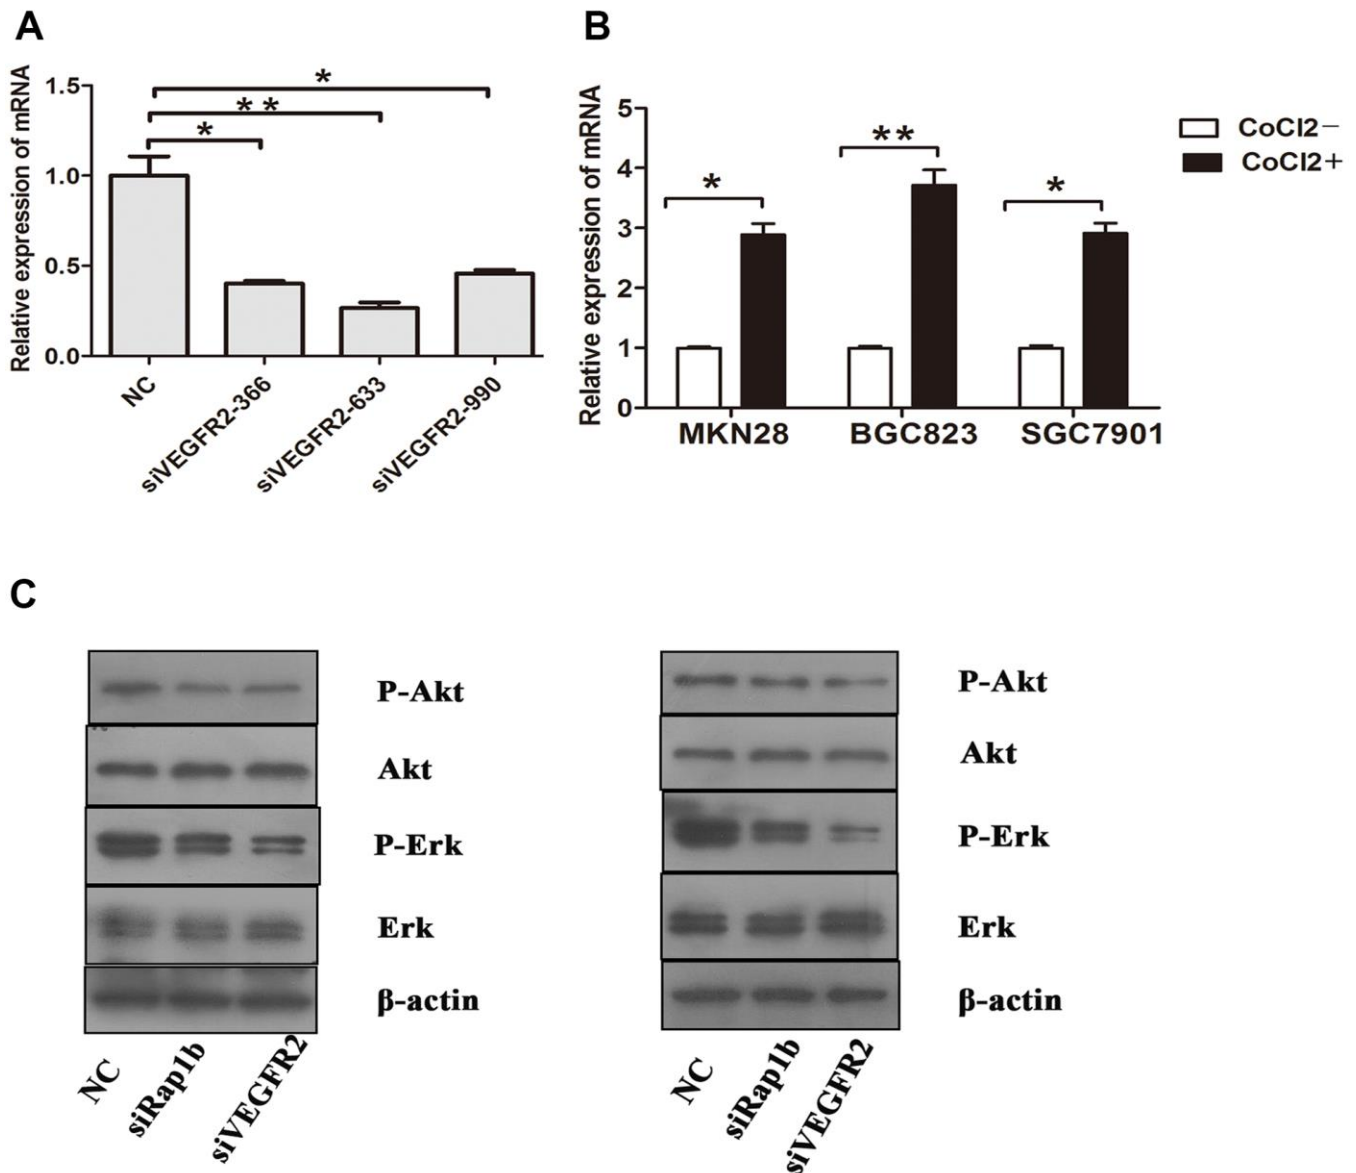 A
Relative expression of mRNA
1.5
1.0
0.5
0.0
*
**
*
NC
siVEGFR2-366
siVEGFR2-633
siVEGFR2-990
B
Relative expression of mRNA
5
4
3
2
1
0
*
**
*
MKN28
BGC823
SGC7901
CoCl2−
CoCl2+
C
P-Akt
Akt
P-Erk
Erk
β-actin
NC
siRap1b
siVEGFR2
P-Akt
Akt
P-Erk
Erk
β-actin
NC
siRap1b
siVEGFR2